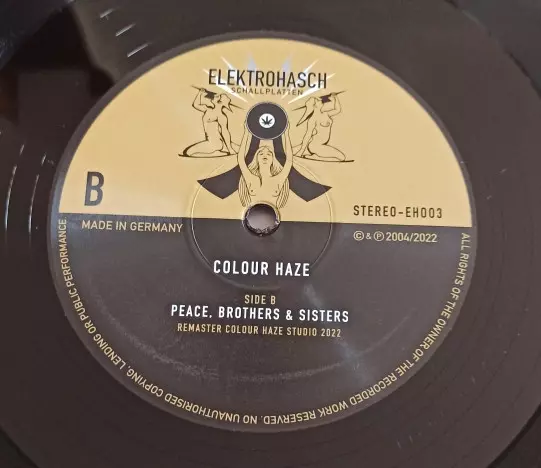 ELEKTROHASCH
SCHALLPLATTEN
B
STEREO-EH003
MADE IN GERMANY
© & ℗ 2004/2022
COLOUR HAZE
SIDE B
PEACE, BROTHERS & SISTERS
REMASTER COLOUR HAZE STUDIO 2022
ALL RIGHTS OF THE OWNER OF THE RECORDED WORK RESERVED. NO UNAUTHORISED COPYING, LENDING OR PUBLIC PERFORMANCE